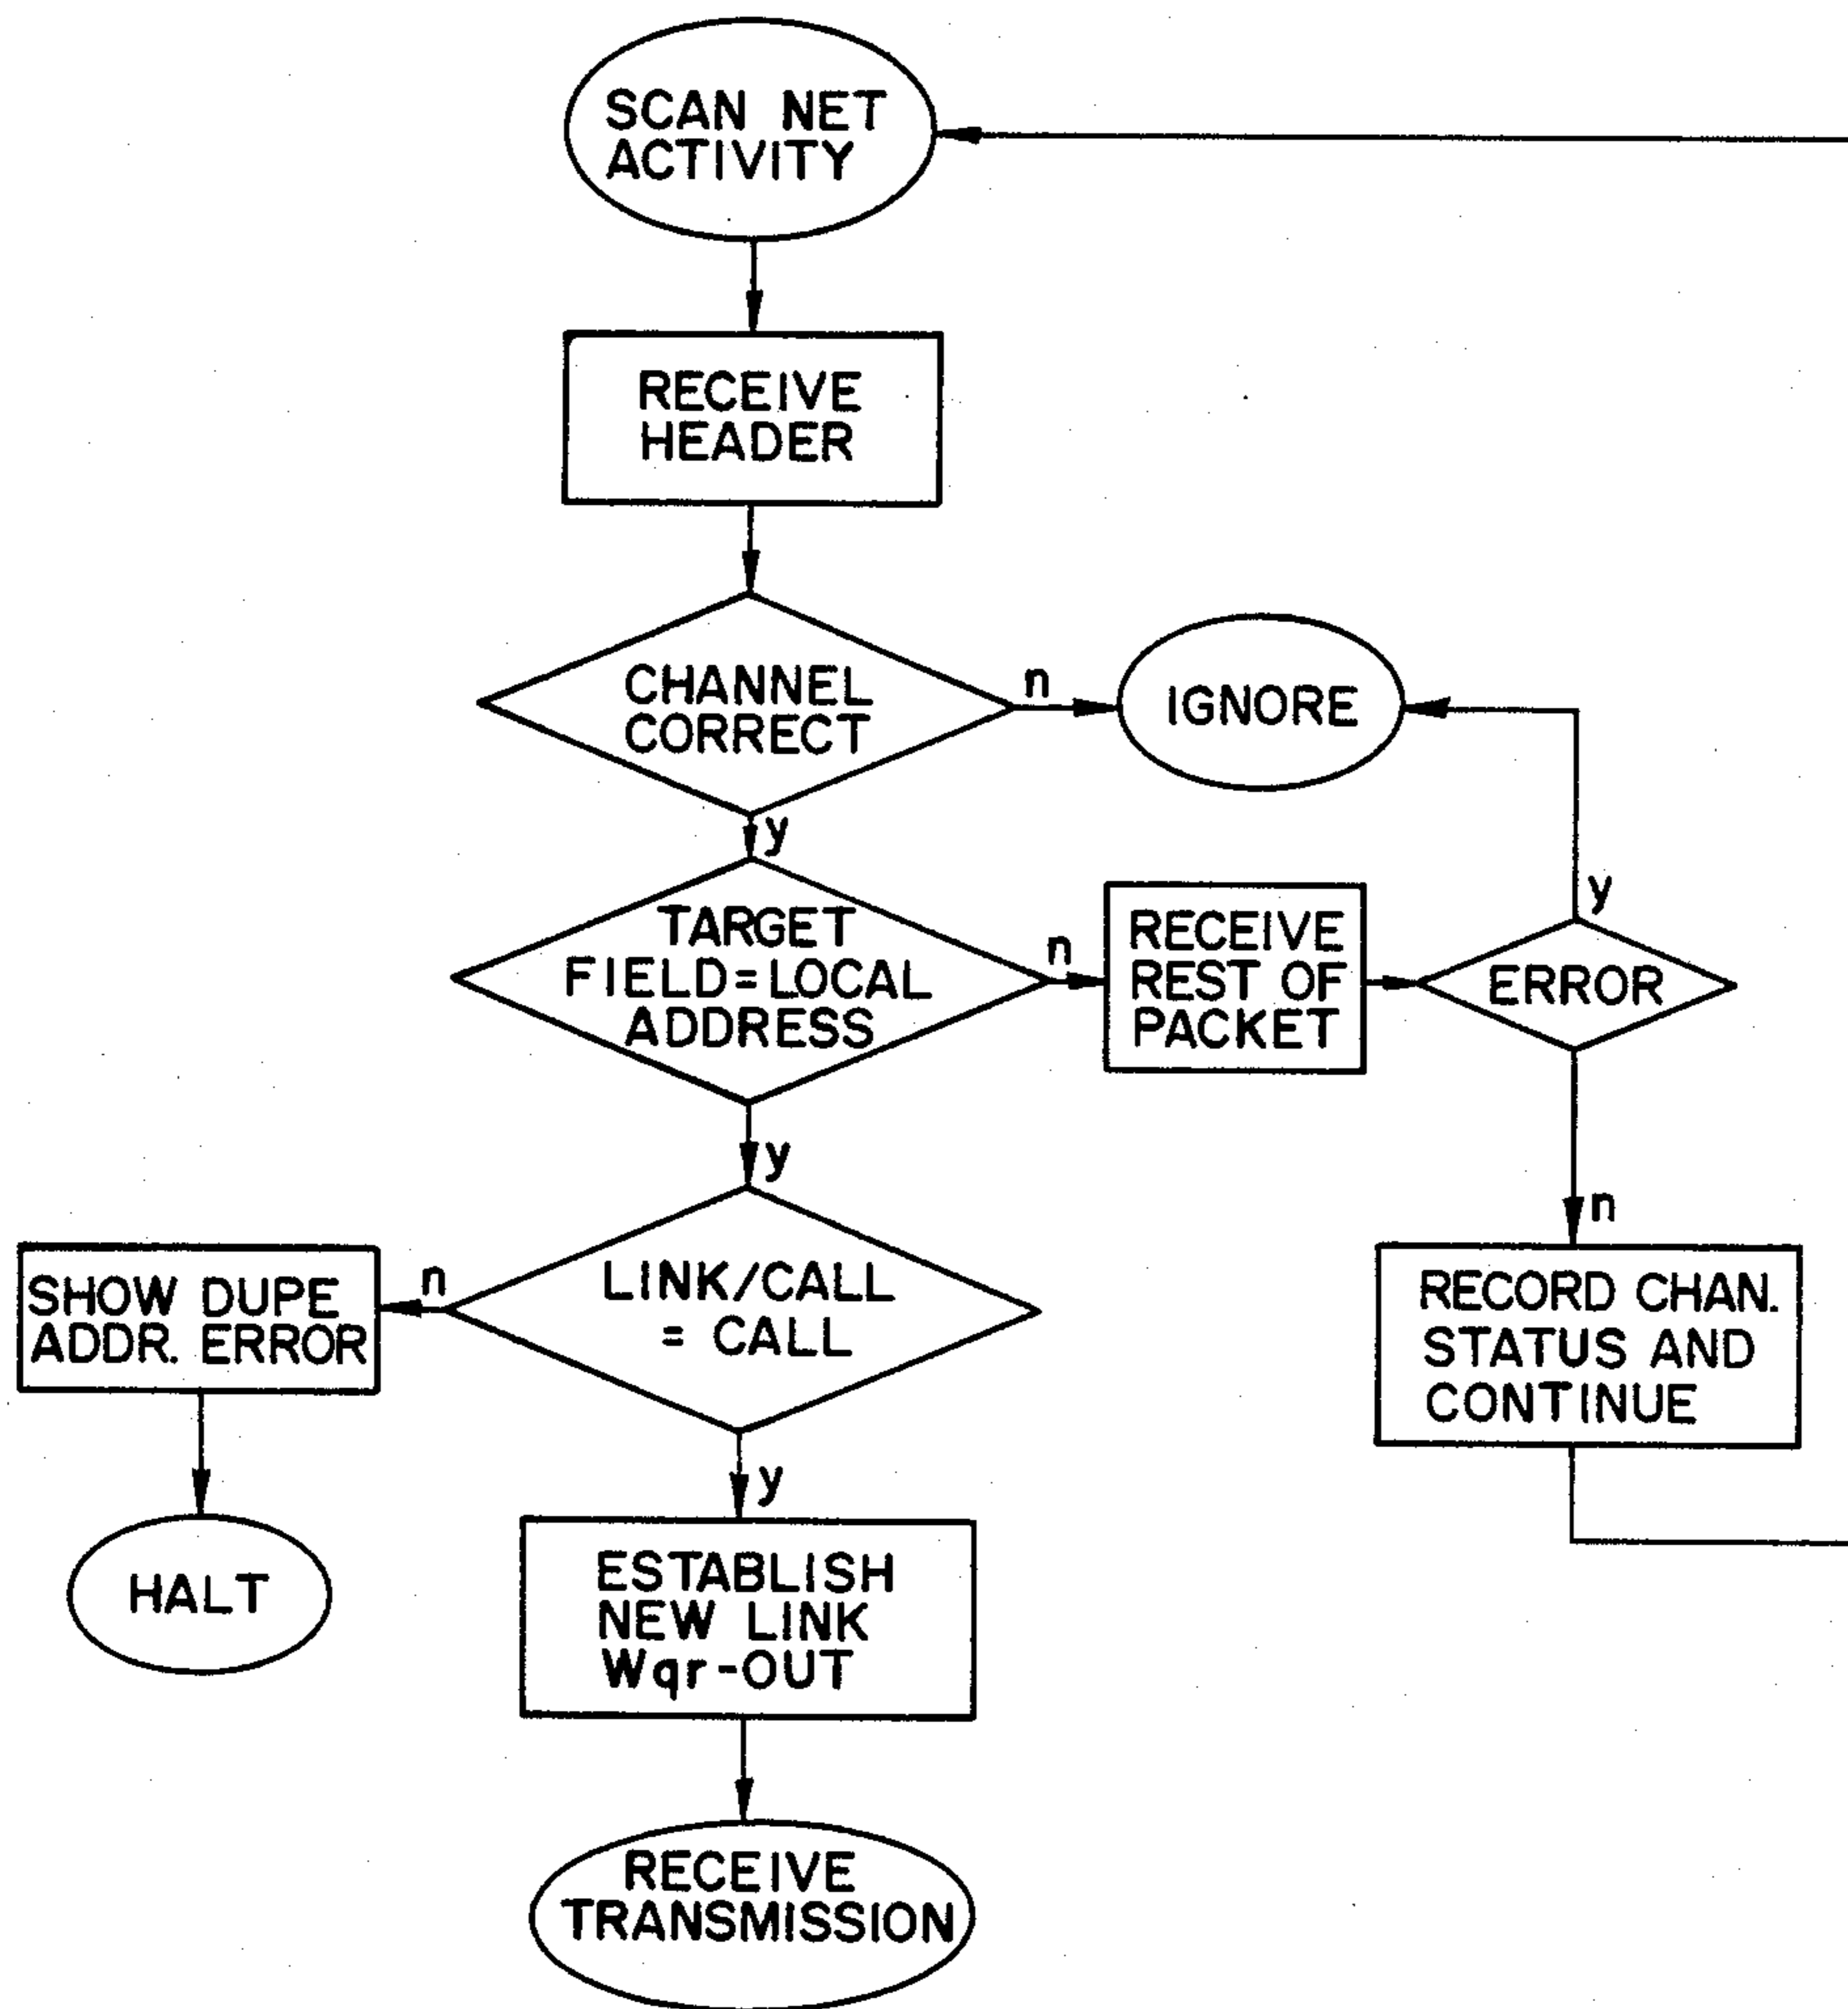 SCAN NET
ACTIVITY
RECEIVE
HEADER
CHANNEL
CORRECT
n
IGNORE
y
TARGET
FIELD=LOCAL
ADDRESS
n
RECEIVE
REST OF
PACKET
ERROR
y
n
y
LINK/CALL
= CALL
n
SHOW DUPE
ADDR. ERROR
HALT
RECORD CHAN.
STATUS AND
CONTINUE
y
ESTABLISH
NEW LINK
Wqr-OUT
RECEIVE
TRANSMISSION